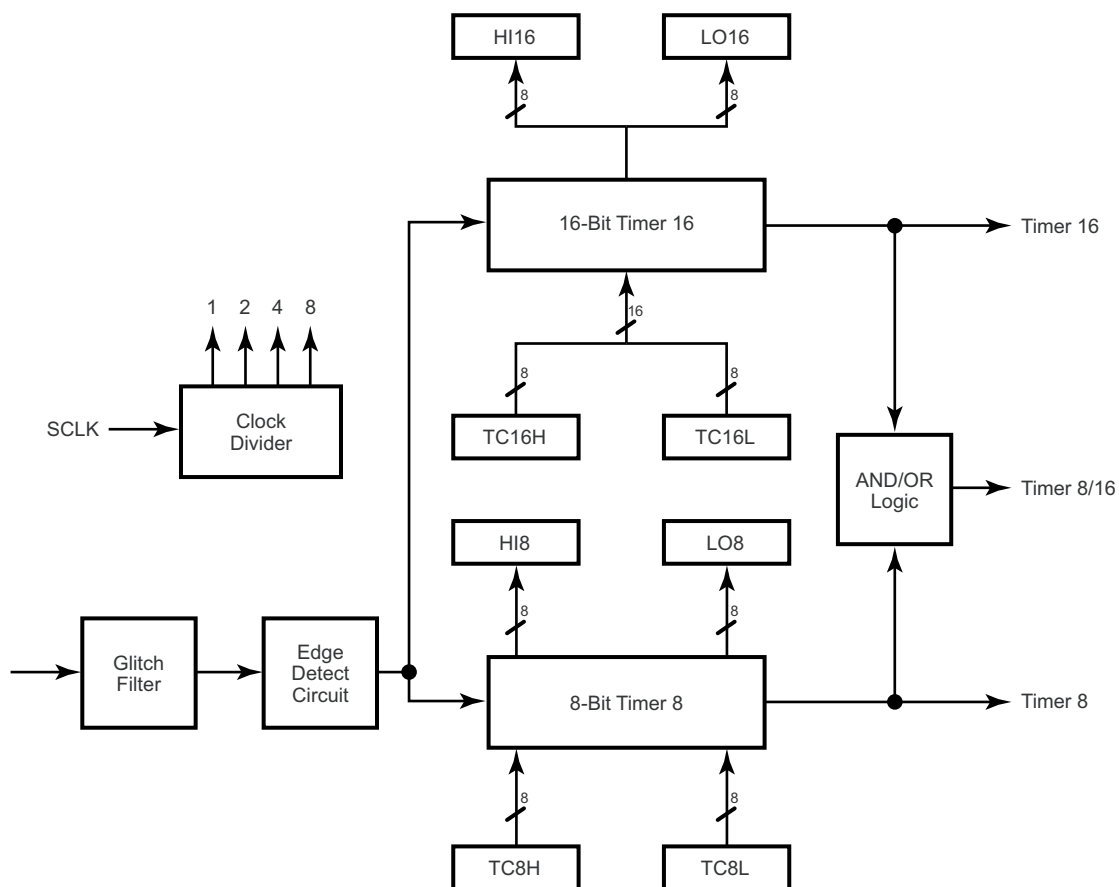 HI16
LO16
8
8
16-Bit Timer 16
Timer 16
1 2 4 8
16
8
8
SCLK
Clock
Divider
TC16H
TC16L
AND/OR
Logic
Timer 8/16
HI8
LO8
8
8
Glitch
Filter
Edge
Detect
Circuit
8-Bit Timer 8
Timer 8
8
8
TC8H
TC8L